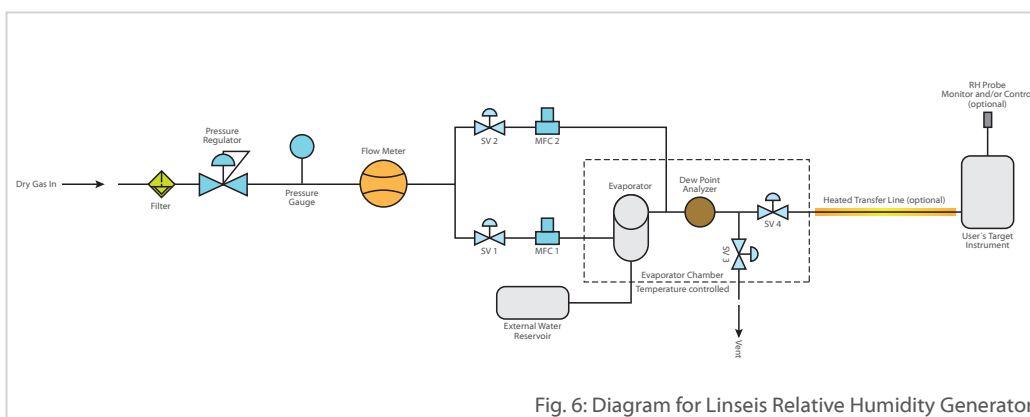 RH Probe
Monitor and/or Control
(optional)
Pressure
Regulator
SV 2
MFC 2
Flow Meter
Dry Gas In
Filter
Pressure
Gauge
Evaporator
Dew Point
Analyzer
SV 4
Heated Transfer Line (optional)
User`s Target
Instrument
SV 1
MFC 1
SV 3
Evaporator Chamber
Temperature controlled
External Water
Reservoir
Vent
Fig. 6: Diagram for Linseis Relative Humidity Generator